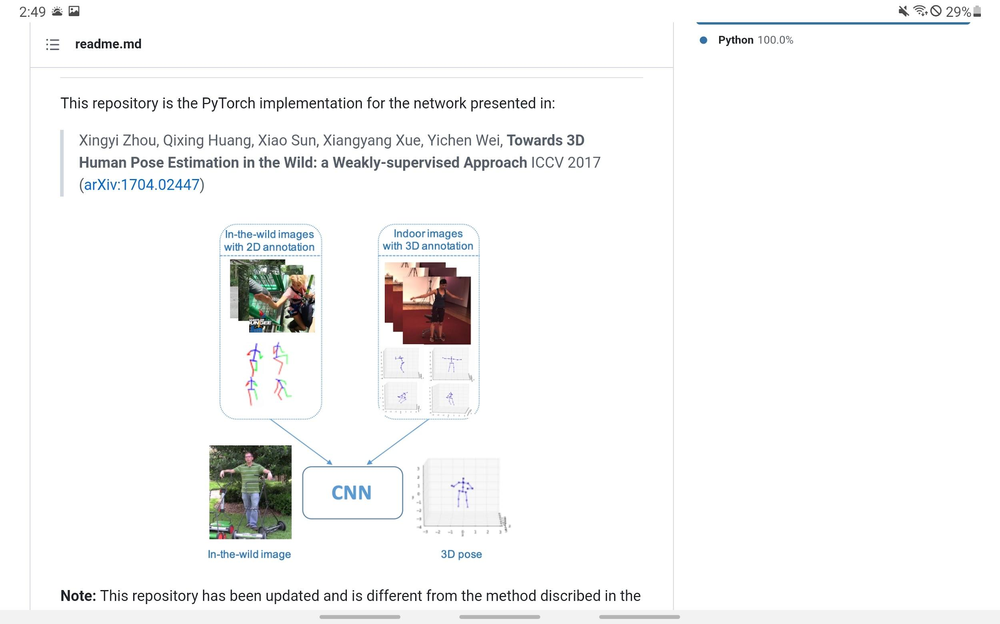 2:49
29%
readme.md
Python 100.0%
This repository is the PyTorch implementation for the network presented in:
Xingyi Zhou, Qixing Huang, Xiao Sun, Xiangyang Xue, Yichen Wei, Towards 3D
Human Pose Estimation in the Wild: a Weakly-supervised Approach ICCV 2017
(arXiv:1704.02447)
In-the-wild images
with 2D annotation
Indoor images
with 3D annotation
CNN
In-the-wild image
3D pose
Note: This repository has been updated and is different from the method discribed in the